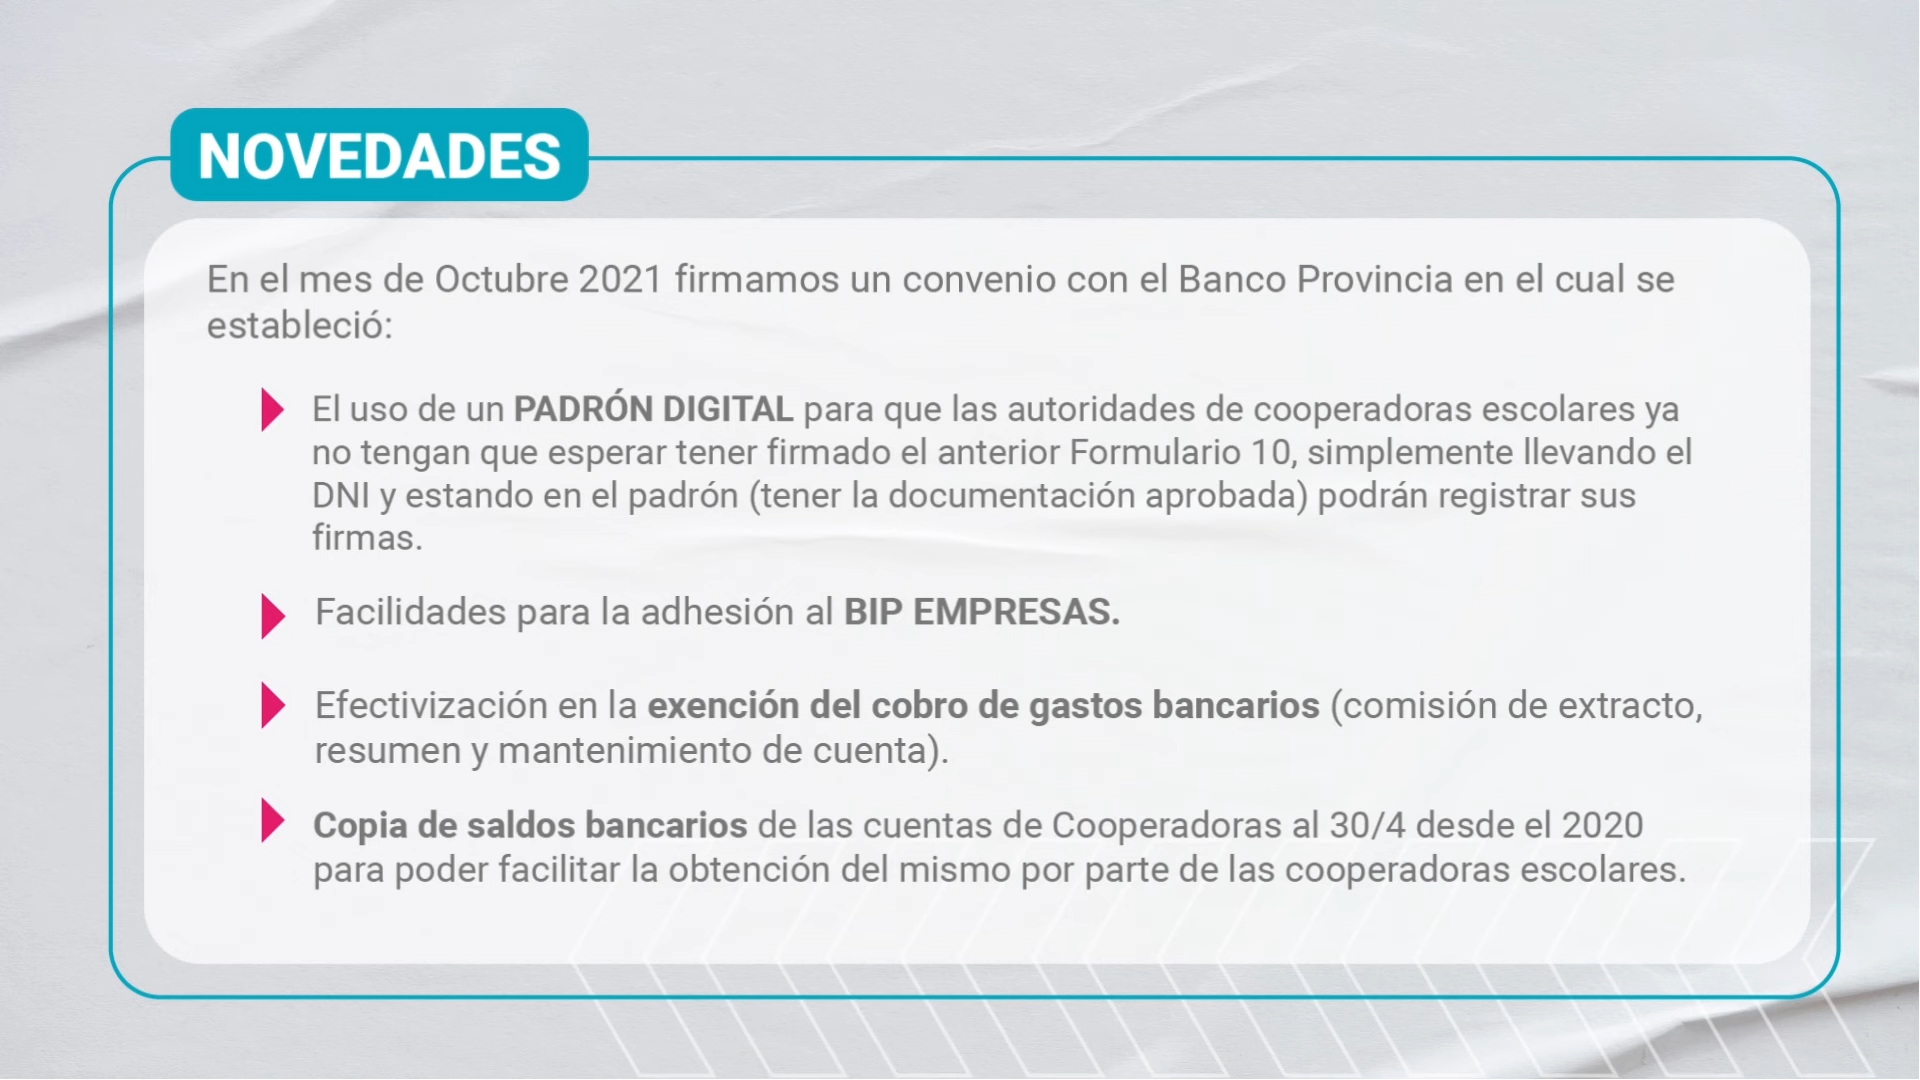 NOVEDADES
En el mes de Octubre 2021 firmamos un convenio con el Banco Provincia en el cual se
estableció:
El uso de un PADRÓN DIGITAL para que las autoridades de cooperadoras escolares ya
no tengan que esperar tener firmado el anterior Formulario 10, simplemente llevando el
DNI y estando en el padrón (tener la documentación aprobada) podrán registrar sus
firmas.
Facilidades para la adhesión al BIP EMPRESAS.
Efectivización en la exención del cobro de gastos bancarios (comisión de extracto,
resumen y mantenimiento de cuenta).
Copia de saldos bancarios de las cuentas de Cooperadoras al 30/4 desde el 2020
para poder facilitar la obtención del mismo por parte de las cooperadoras escolares.